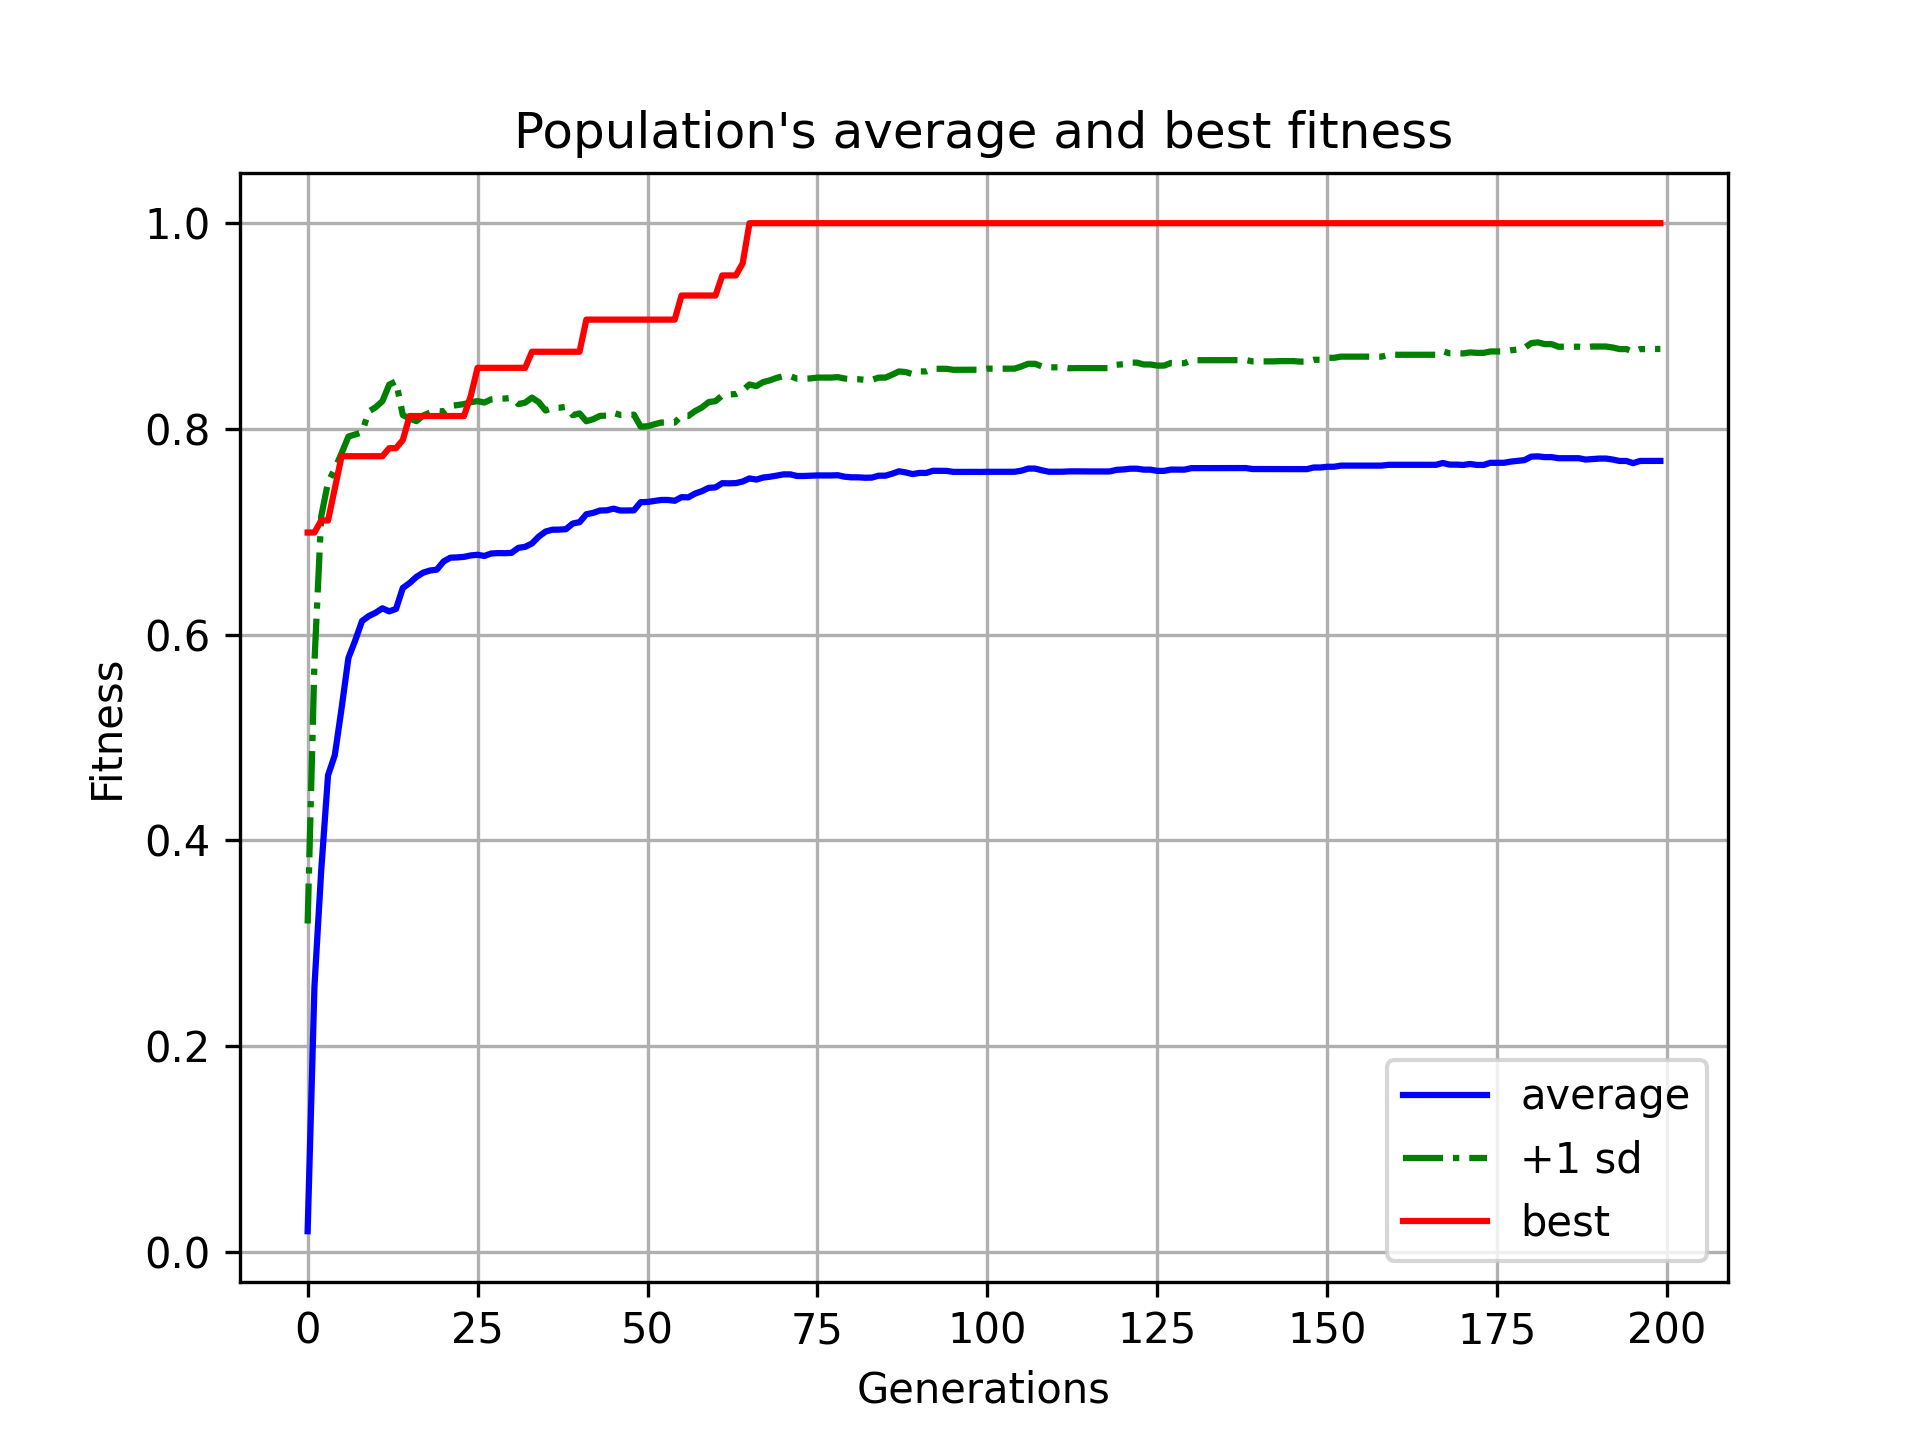 Population's average and best fitness
1.0
0.8
0.6
0.4
0.2
0.0
Fitness
average
+1 sd
best
0 25 50 75 100 125 150 175 200
Generations